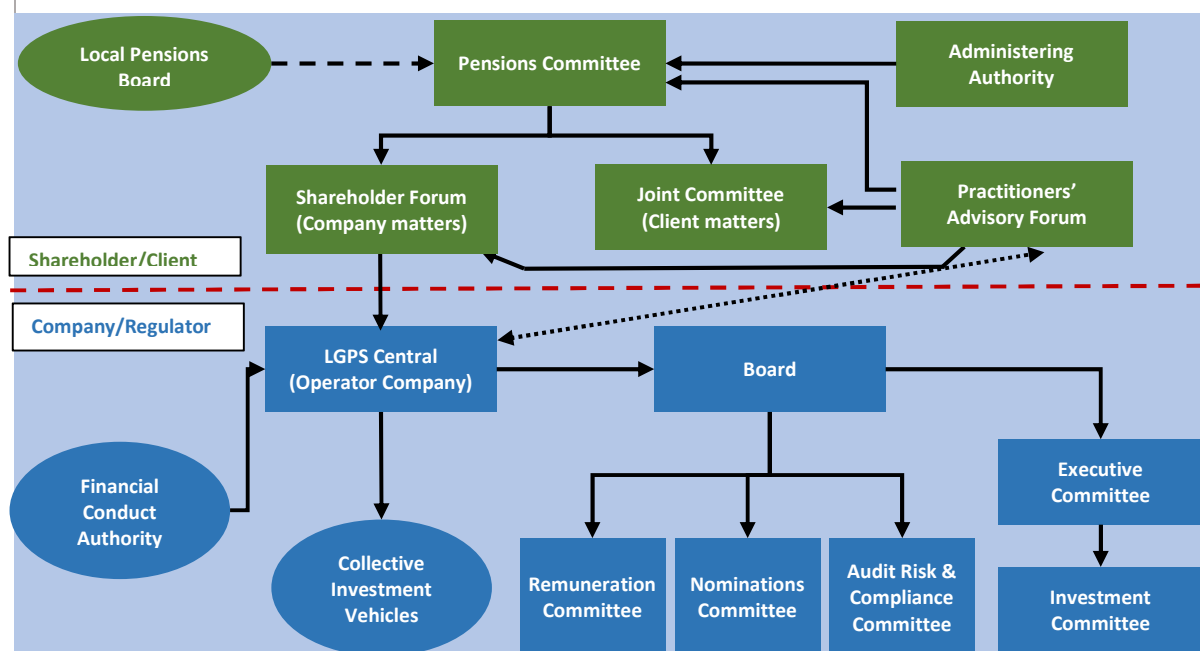 Local Pensions
Board
Pensions Committee
Administering
Authority
Shareholder Forum
(Company matters)
Joint Committee
(Client matters)
Practitioners’
Advisory Forum
Shareholder/Client
Company/Regulator
LGPS Central
(Operator Company)
Board
Financial
Conduct
Authority
Executive
Committee
Collective
Investment
Vehicles
Remuneration
Committee
Nominations
Committee
Audit Risk &
Compliance
Committee
Investment
Committee